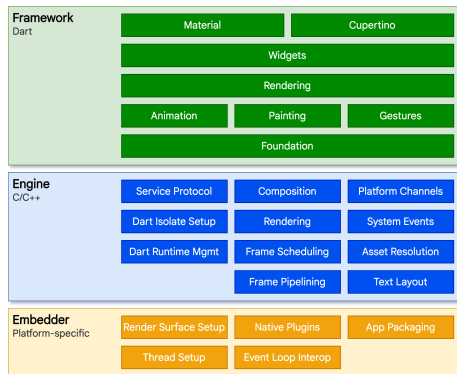 Framework
Dart
Material
Cupertino
Widgets
Rendering
Animation
Painting
Gestures
Foundation
Engine
C/C++
Service Protocol
Composition
Platform Channels
Dart Isolate Setup
Rendering
System Events
Dart Runtime Mgmt
Frame Scheduling
Asset Resolution
Frame Pipelining
Text Layout
Embedder
Platform-specific
Render Surface Setup
Native Plugins
App Packaging
Thread Setup
Event Loop Interop